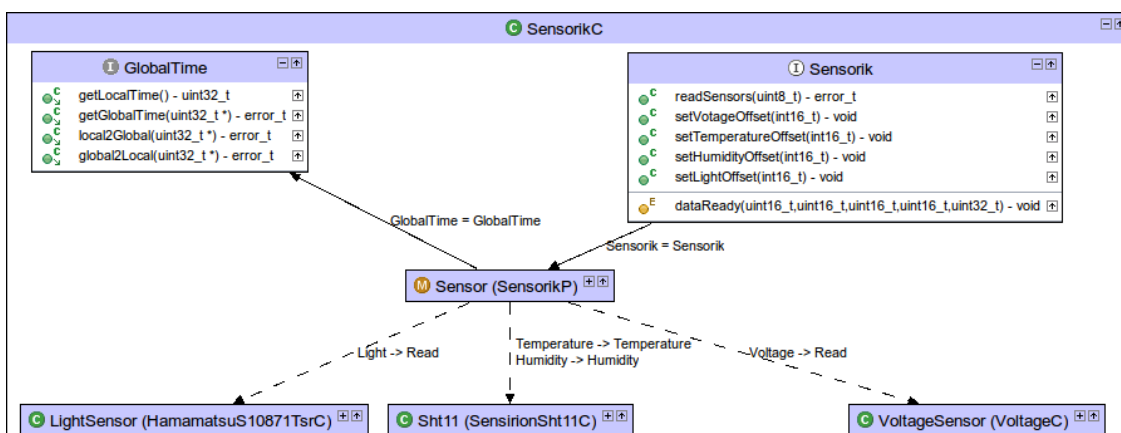 SensorikC
GlobalTime
getLocalTime() - uint32_t
getGlobalTime(uint32_t *) - error_t
local2Global(uint32_t *) - error_t
global2Local(uint32_t *) - error_t
Sensorik
readSensors(uint8_t) - error_t
setVotageOffset(int16_t) - void
setTemperatureOffset(int16_t) - void
setHumidityOffset(int16_t) - void
setLightOffset(int16_t) - void
dataReady(uint16_t,uint16_t,uint16_t,uint16_t,uint32_t) - void
GlobalTime = GlobalTime
Sensorik = Sensorik
Sensor (SensorikP)
Light -> Read
Temperature -> Temperature
Humidity -> Humidity
Voltage -> Read
LightSensor (HamamatsuS10871TsrC)
Sht11 (SensirionSht11C)
VoltageSensor (VoltageC)